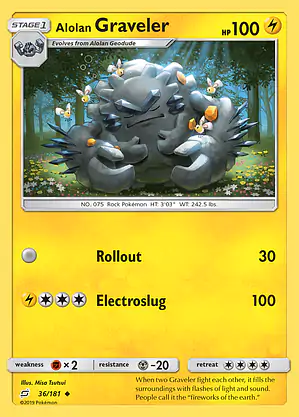 STAGE 1
Alolan Graveler
HP 100
Evolves from Alolan Geodude
NO. 075 Rock Pokémon HT: 3'03" WT: 242.5 lbs.
Rollout 30
Electroslug 100
weakness × 2 resistance -20 retreat
Illus. Misa Tsutsui
36/181
©2019 Pokémon
When two Graveler fight each other, it fills the
surroundings with flashes of light and sound.
People call it the “fireworks of the earth.”